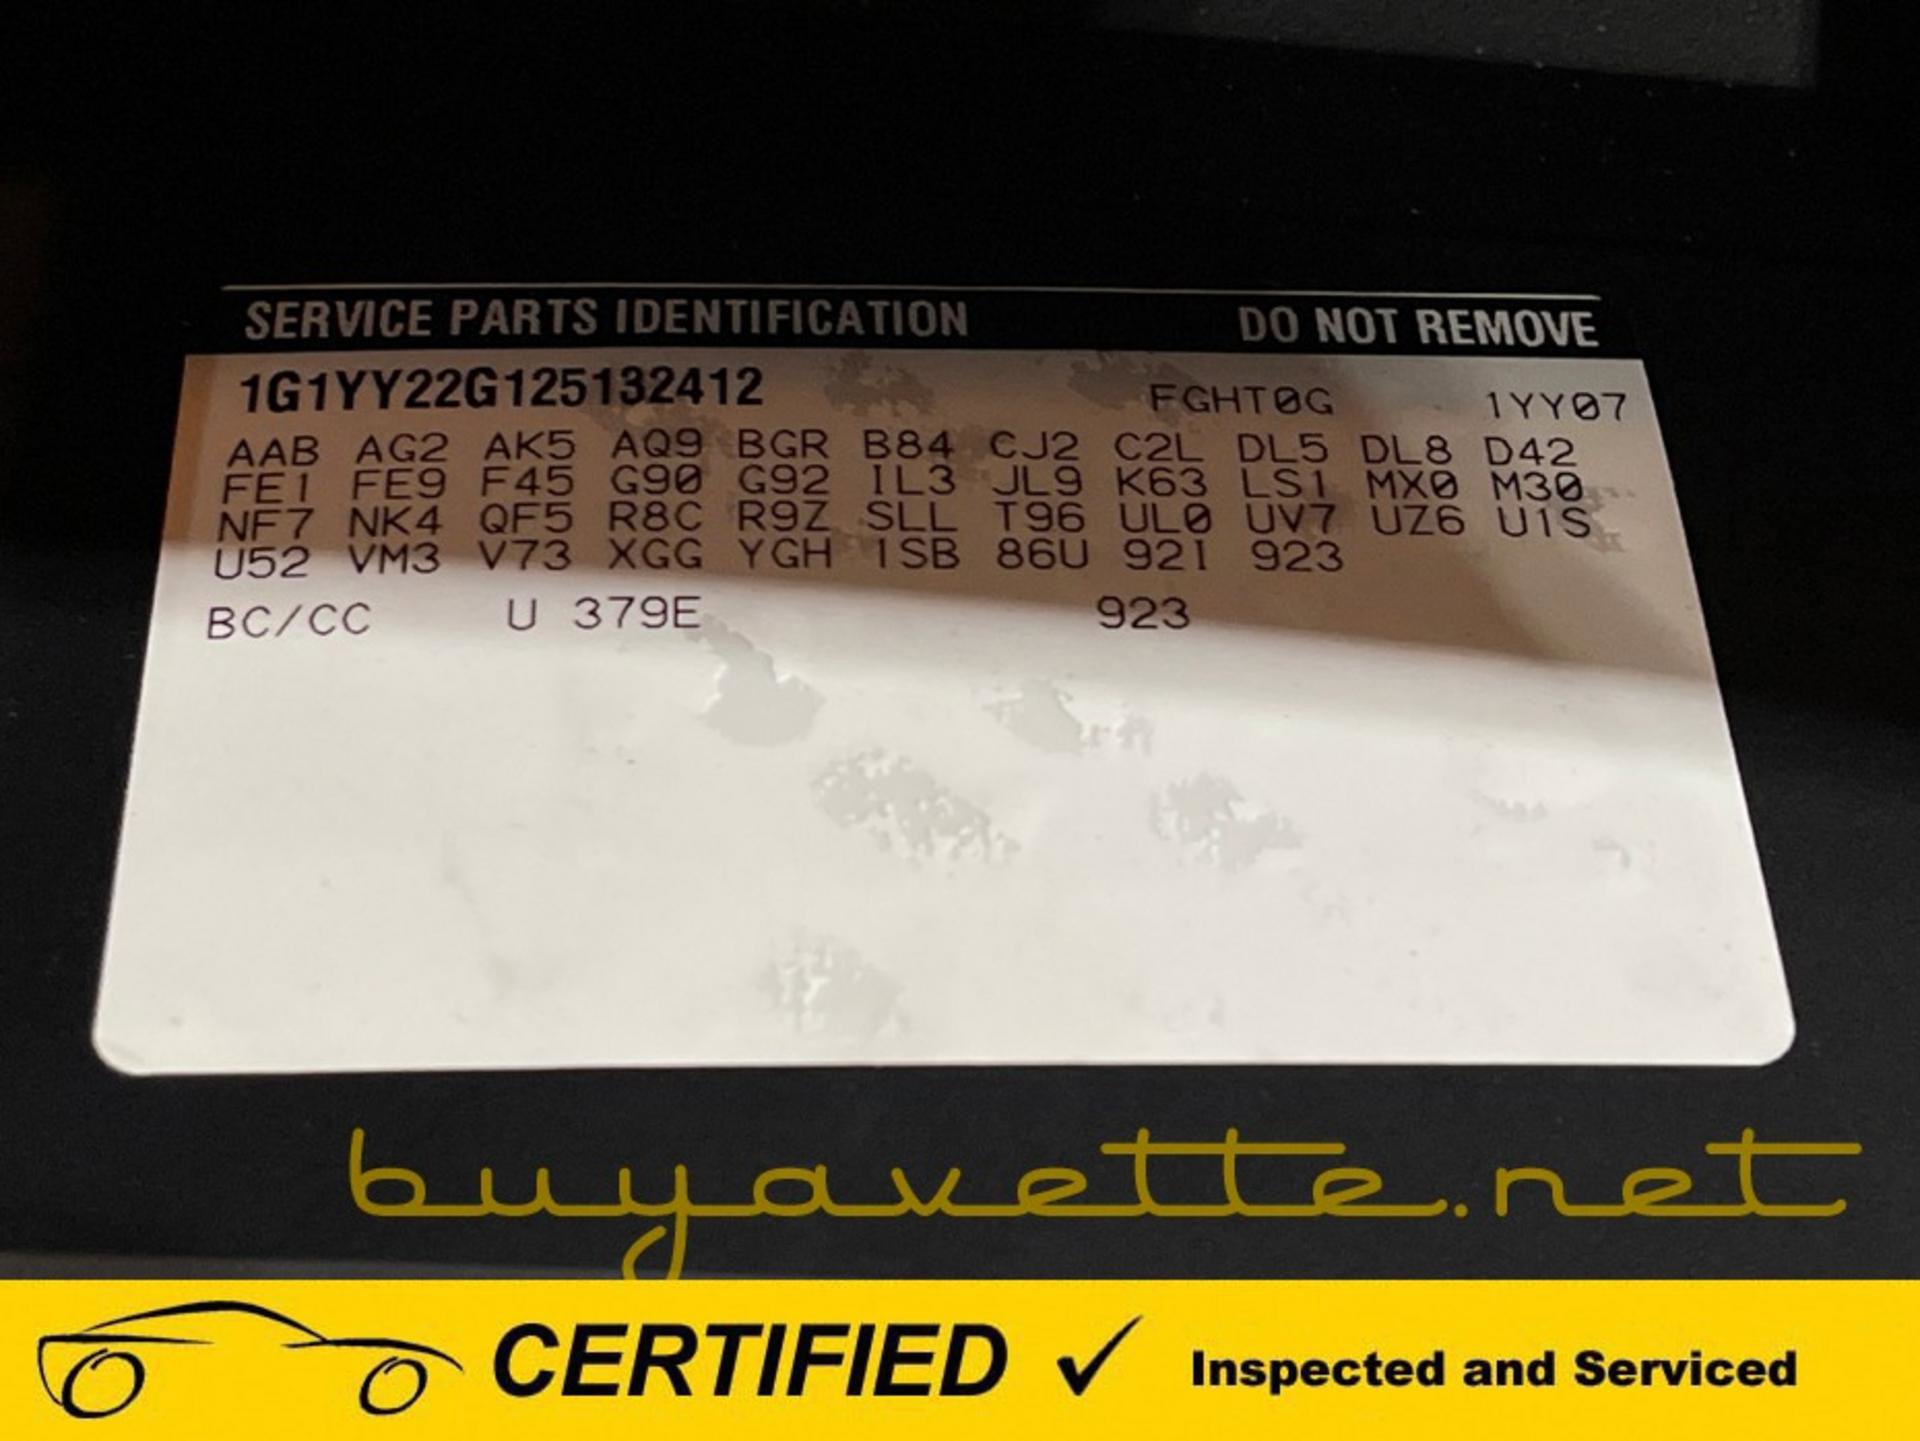 SERVICE PARTS IDENTIFICATION DO NOT REMOVE
1G1YY22G125132412 FGHT0G 1YY07
AAB AG2 AK5 AQ9 BGR B84 CJ2 C2L DL5 DL8 D42
FE1 FE9 F45 G90 G92 IL3 JL9 K63 LS1 MX0 M30
NF7 NK4 QF5 R8C R9Z SLL T96 UL0 UV7 UZ6 U1S
U52 VM3 V73 XGG YGH 1SB 86U 92I 923
BC/CC U 379E 923
buyavette.net
CERTIFIED ✓ Inspected and Serviced